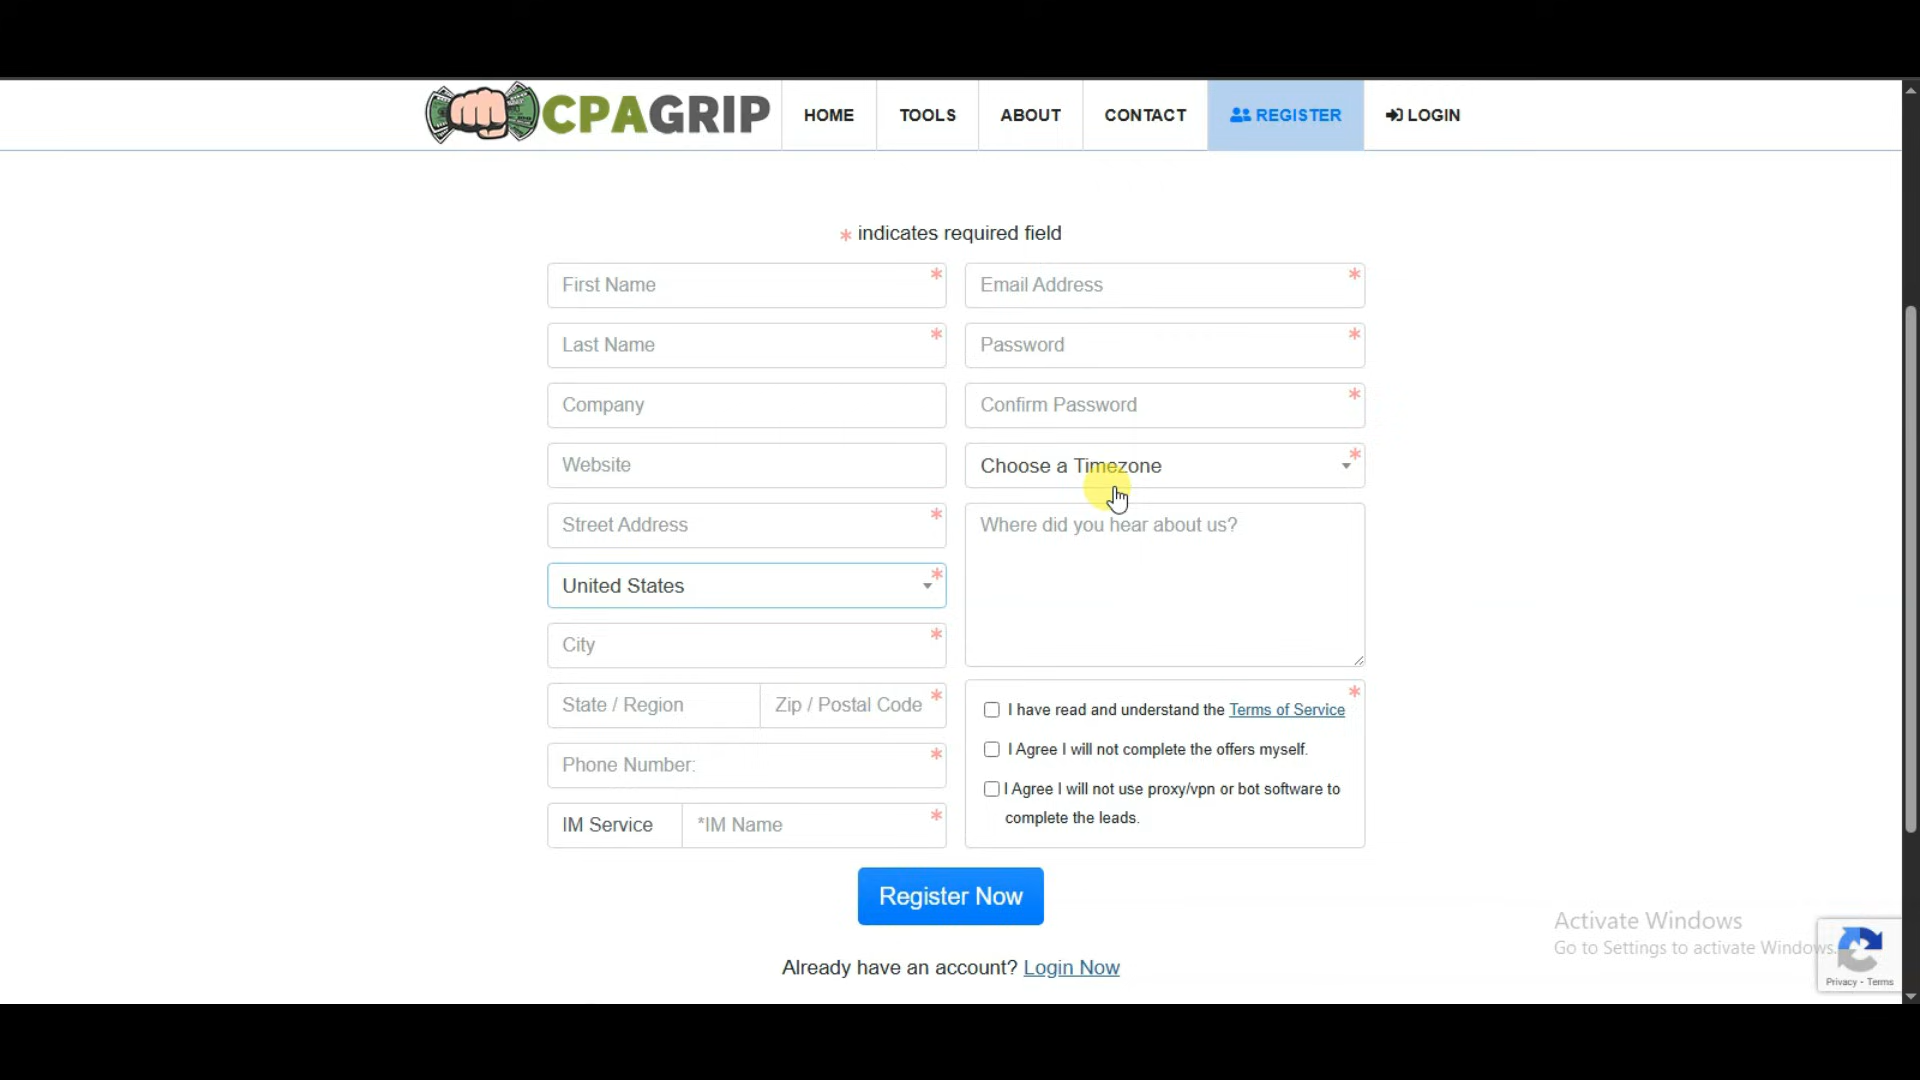 CPAGRIP
HOME
TOOLS
ABOUT
CONTACT
REGISTER
LOGIN
* indicates required field
First Name *
Email Address *
Last Name *
Password *
Company
Confirm Password *
Website
Choose a Timezone *
Street Address *
Where did you hear about us?
United States *
City *
State / Region
Zip / Postal Code *
Phone Number: *
IM Service
*IM Name *
*
I have read and understand the Terms of Service
I Agree I will not complete the offers myself.
I Agree I will not use proxy/vpn or bot software to
complete the leads.
Register Now
Already have an account? Login Now
Activate Windows
Go to Settings to activate Windows.
Privacy - Terms